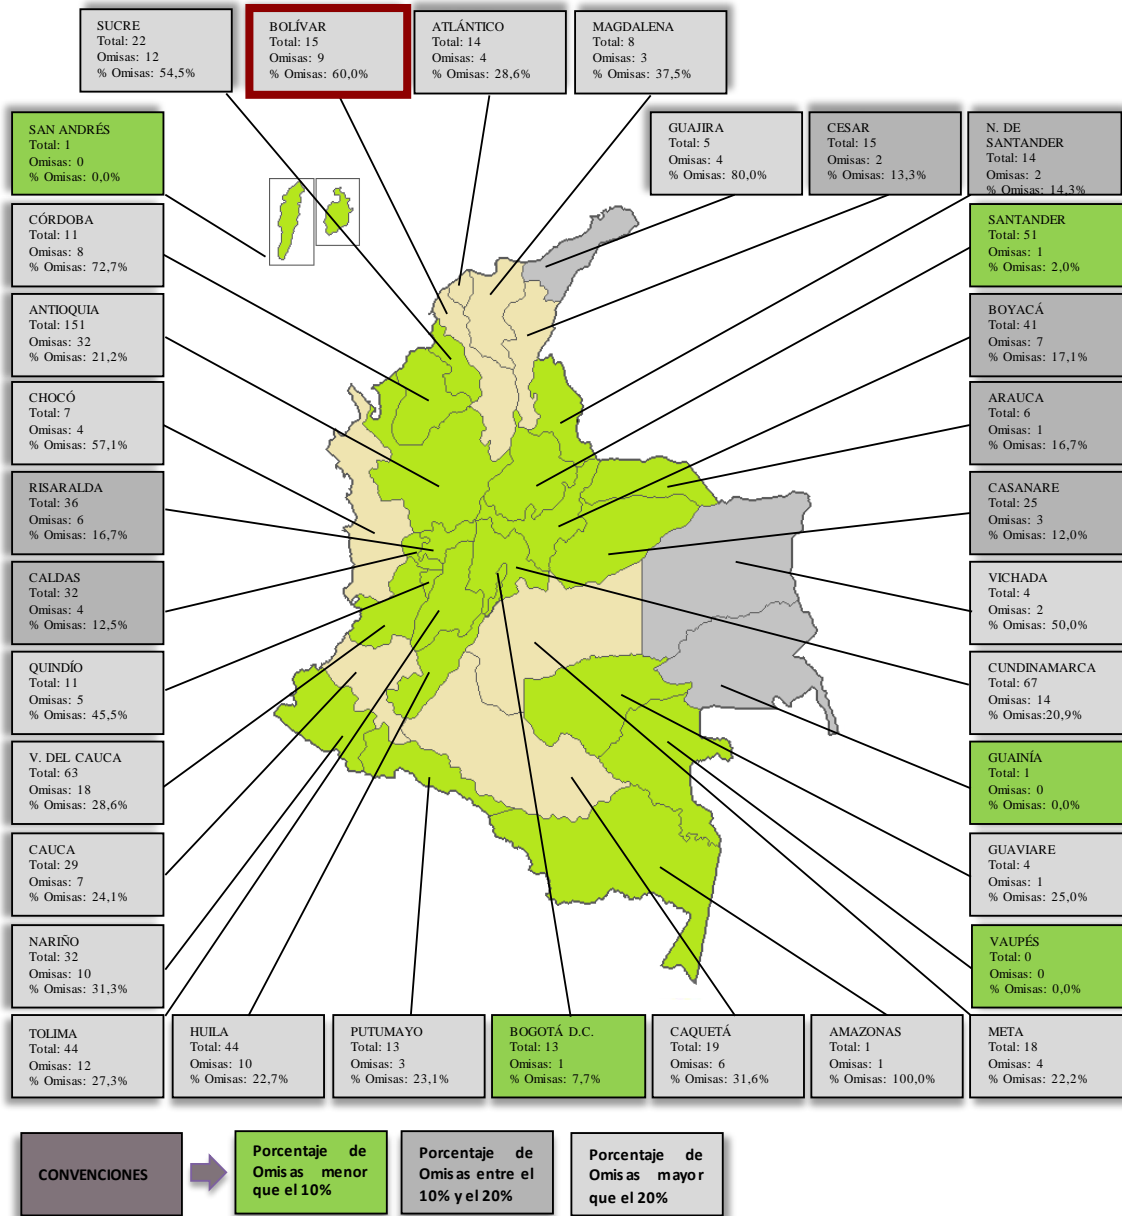 SUCRE
Total: 22
Omisas: 12
% Omisas: 54,5%
BOLÍVAR
Total: 15
Omisas: 9
% Omisas: 60,0%
ATLÁNTICO
Total: 14
Omisas: 4
% Omisas: 28,6%
MAGDALENA
Total: 8
Omisas: 3
% Omisas: 37,5%
SAN ANDRÉS
Total: 1
Omisas: 0
% Omisas: 0,0%
GUAJIRA
Total: 5
Omisas: 4
% Omisas: 80,0%
CESAR
Total: 15
Omisas: 2
% Omisas: 13,3%
N. DE
SANTANDER
Total: 14
Omisas: 2
% Omisas: 14,3%
CÓRDOBA
Total: 11
Omisas: 8
% Omisas: 72,7%
SANTANDER
Total: 51
Omisas: 1
% Omisas: 2,0%
ANTIOQUIA
Total: 151
Omisas: 32
% Omisas: 21,2%
BOYACÁ
Total: 41
Omisas: 7
% Omisas: 17,1%
CHOCÓ
Total: 7
Omisas: 4
% Omisas: 57,1%
ARAUCA
Total: 6
Omisas: 1
% Omisas: 16,7%
RISARALDA
Total: 36
Omisas: 6
% Omisas: 16,7%
CASANARE
Total: 25
Omisas: 3
% Omisas: 12,0%
CALDAS
Total: 32
Omisas: 4
% Omisas: 12,5%
VICHADA
Total: 4
Omisas: 2
% Omisas: 50,0%
QUINDÍO
Total: 11
Omisas: 5
% Omisas: 45,5%
CUNDINAMARCA
Total: 67
Omisas: 14
% Omisas:20,9%
V. DEL CAUCA
Total: 63
Omisas: 18
% Omisas: 28,6%
GUAINÍA
Total: 1
Omisas: 0
% Omisas: 0,0%
CAUCA
Total: 29
Omisas: 7
% Omisas: 24,1%
GUAVIARE
Total: 4
Omisas: 1
% Omisas: 25,0%
NARIÑO
Total: 32
Omisas: 10
% Omisas: 31,3%
VAUPÉS
Total: 0
Omisas: 0
% Omisas: 0,0%
TOLIMA
Total: 44
Omisas: 12
% Omisas: 27,3%
HUILA
Total: 44
Omisas: 10
% Omisas: 22,7%
PUTUMAYO
Total: 13
Omisas: 3
% Omisas: 23,1%
BOGOTÁ D.C.
Total: 13
Omisas: 1
% Omisas: 7,7%
CAQUETÁ
Total: 19
Omisas: 6
% Omisas: 31,6%
AMAZONAS
Total: 1
Omisas: 1
% Omisas: 100,0%
META
Total: 18
Omisas: 4
% Omisas: 22,2%
CONVENCIONES
Porcentaje de
Omisas menor
que el 10%
Porcentaje de
Omisas entre el
10% y el 20%
Porcentaje de
Omisas mayor
que el 20%